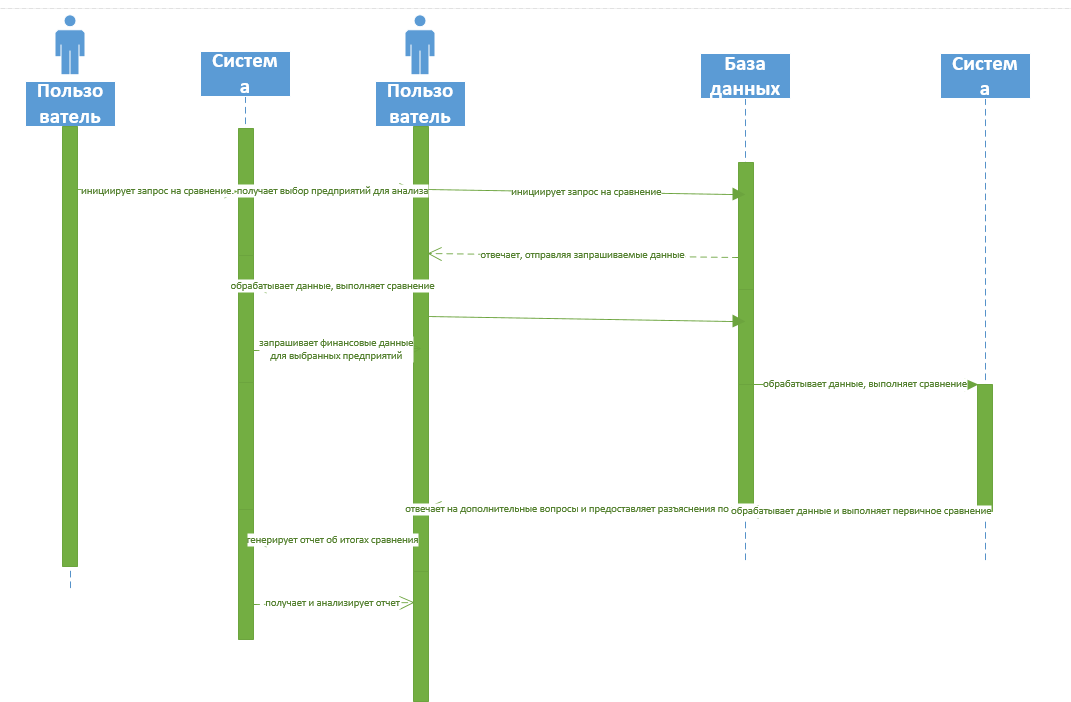 Систем
а
База
данных
Систем
а
Пользо
ватель
Пользо
ватель
инициирует запрос на сравнение.
получает выбор предприятий для анализа
инициирует запрос на сравнение
отвечает, отправляя запрашиваемые данные
обрабатывает данные, выполняет сравнение
запрашивает финансовые данные
для выбранных предприятий
обрабатывает данные, выполняет сравнение
отвечает на дополнительные вопросы и предоставляет разъяснения по
обрабатывает данные и выполняет первичное сравнение
генерирует отчет об итогах сравнения
получает и анализирует отчет